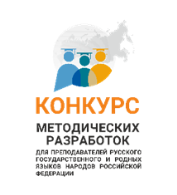 КОНКУРС
МЕТОДИЧЕСКИХ
РАЗРАБОТОК
ДЛЯ ПРЕПОДАВАТЕЛЕЙ РУССКОГО
ГОСУДАРСТВЕННОГО И РОДНЫХ
ЯЗЫКОВ НАРОДОВ РОССИЙСКОЙ
ФЕДЕРАЦИИ